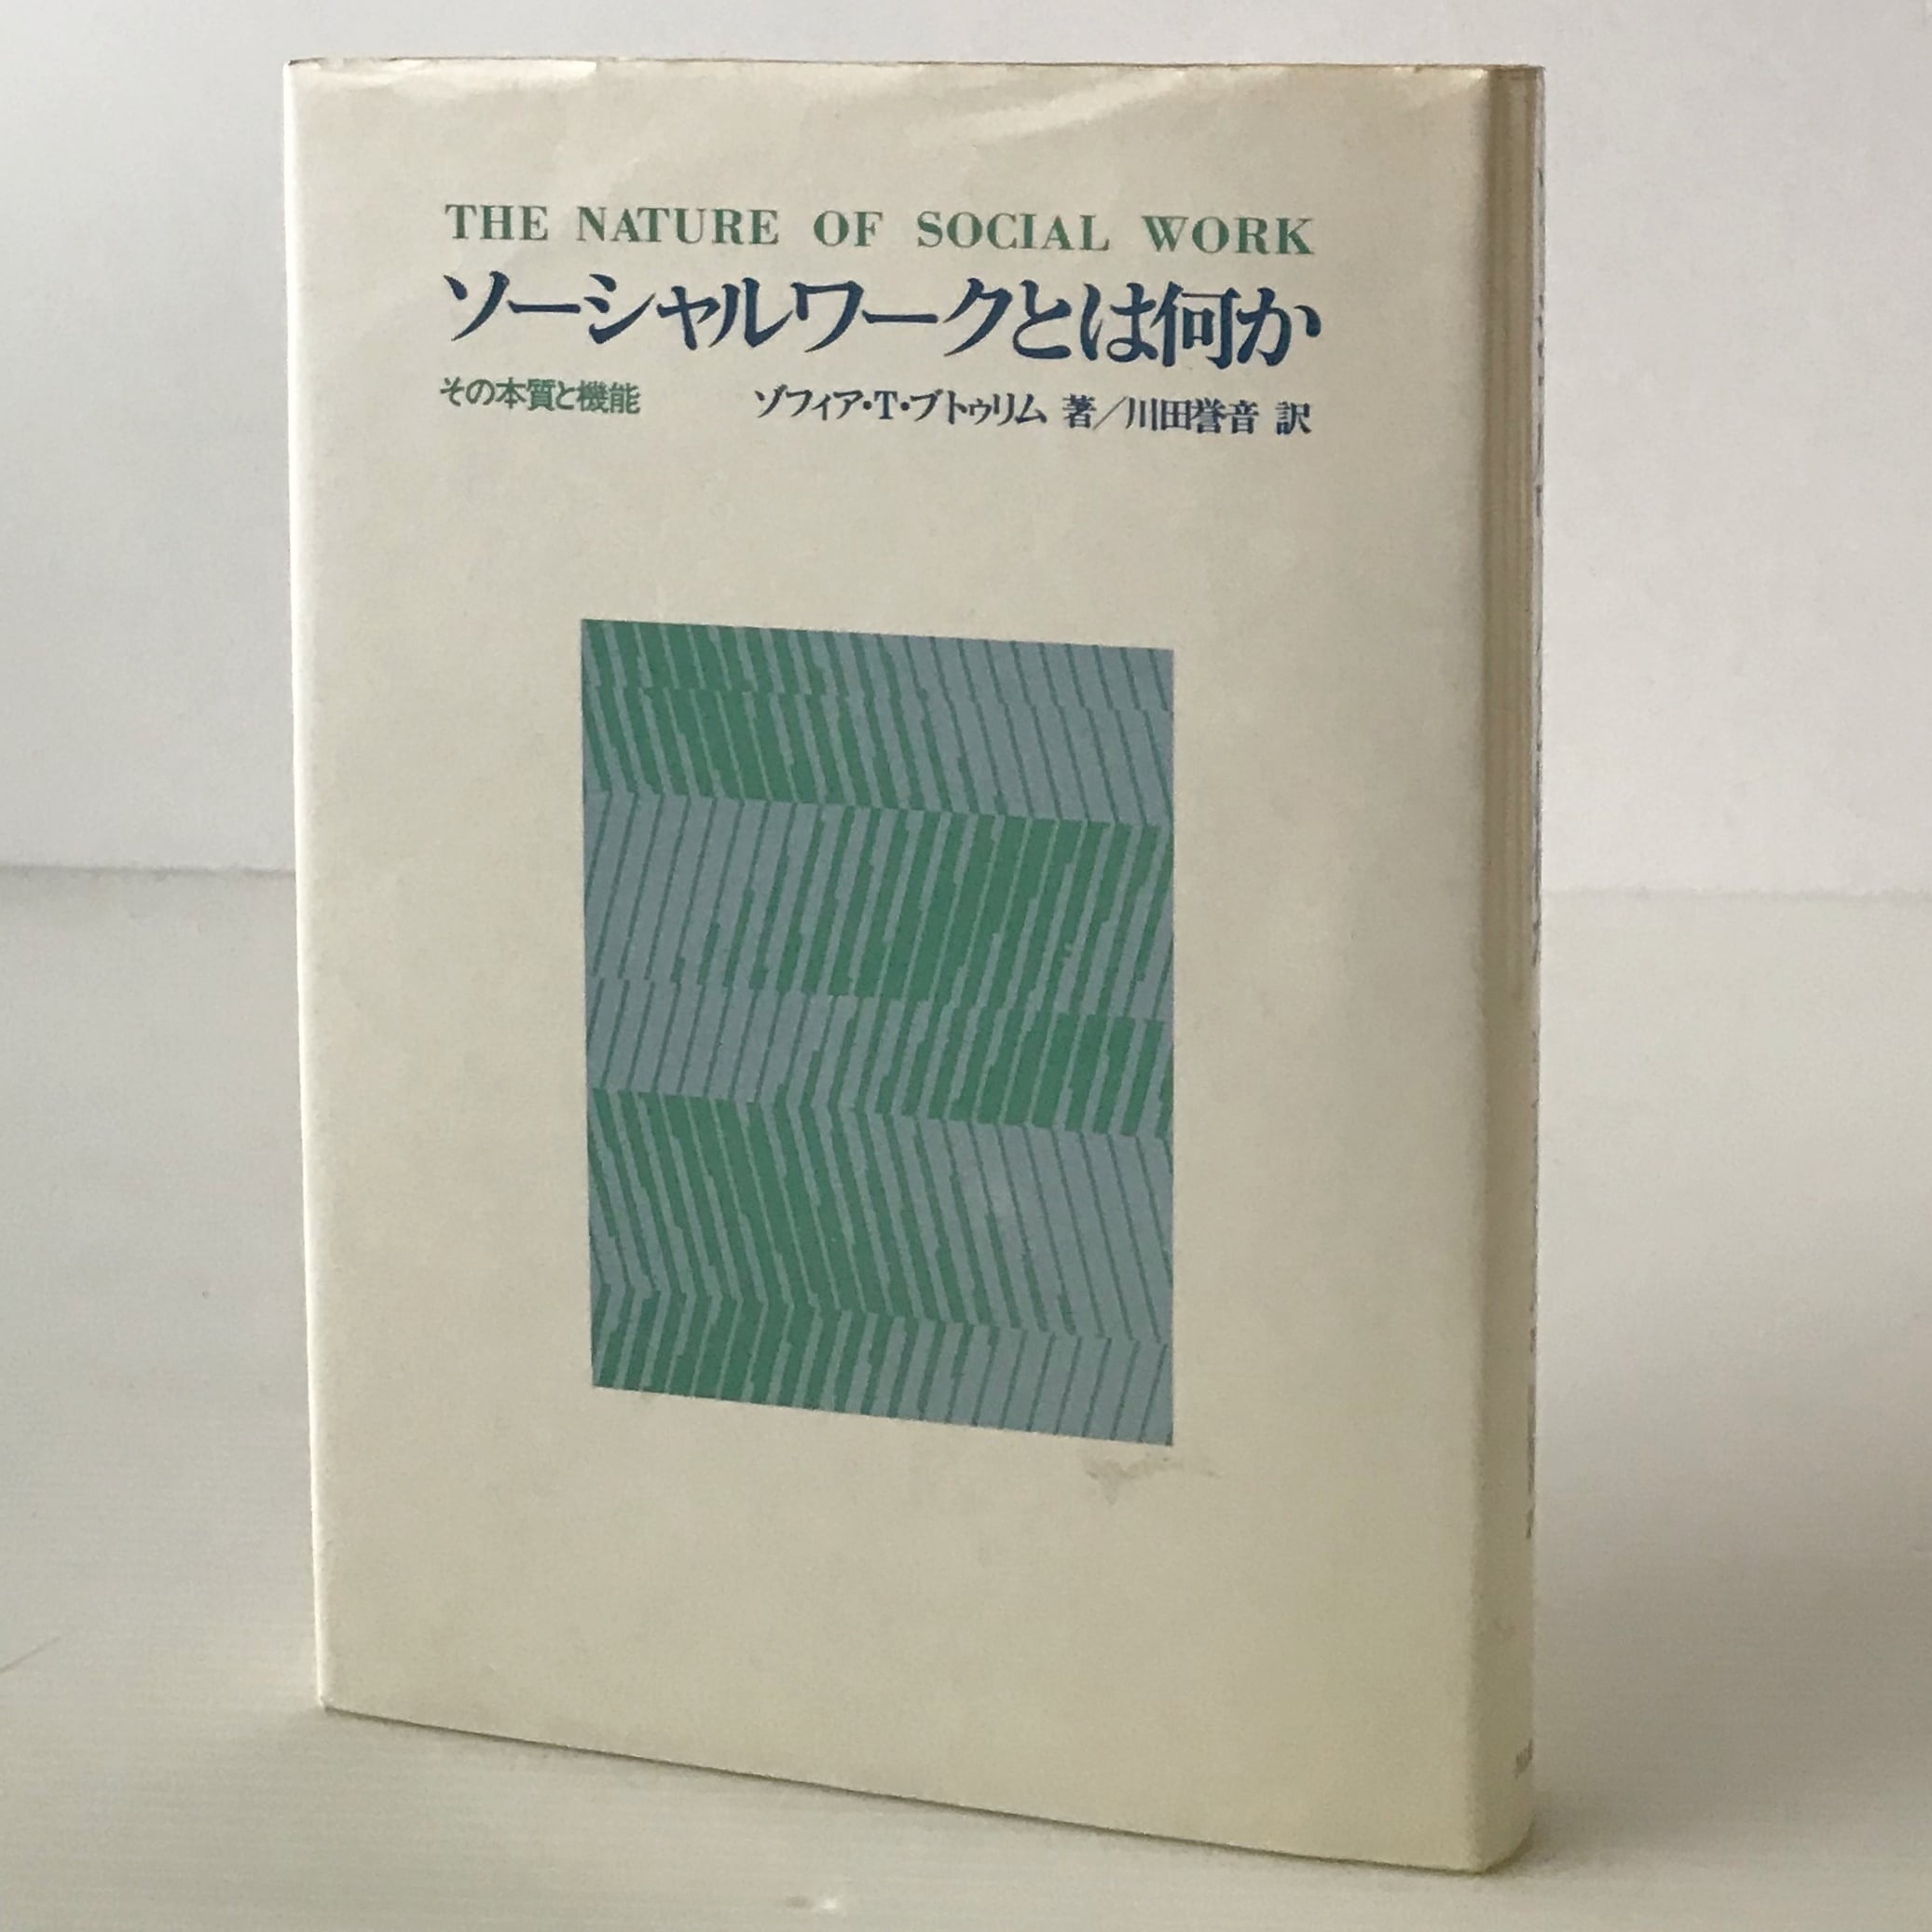 THE NATURE OF SOCIAL WORK
ソーシャルワークとは何か
その本質と機能 ゾフィア・T・ブトゥリム 著／川田誉音 訳